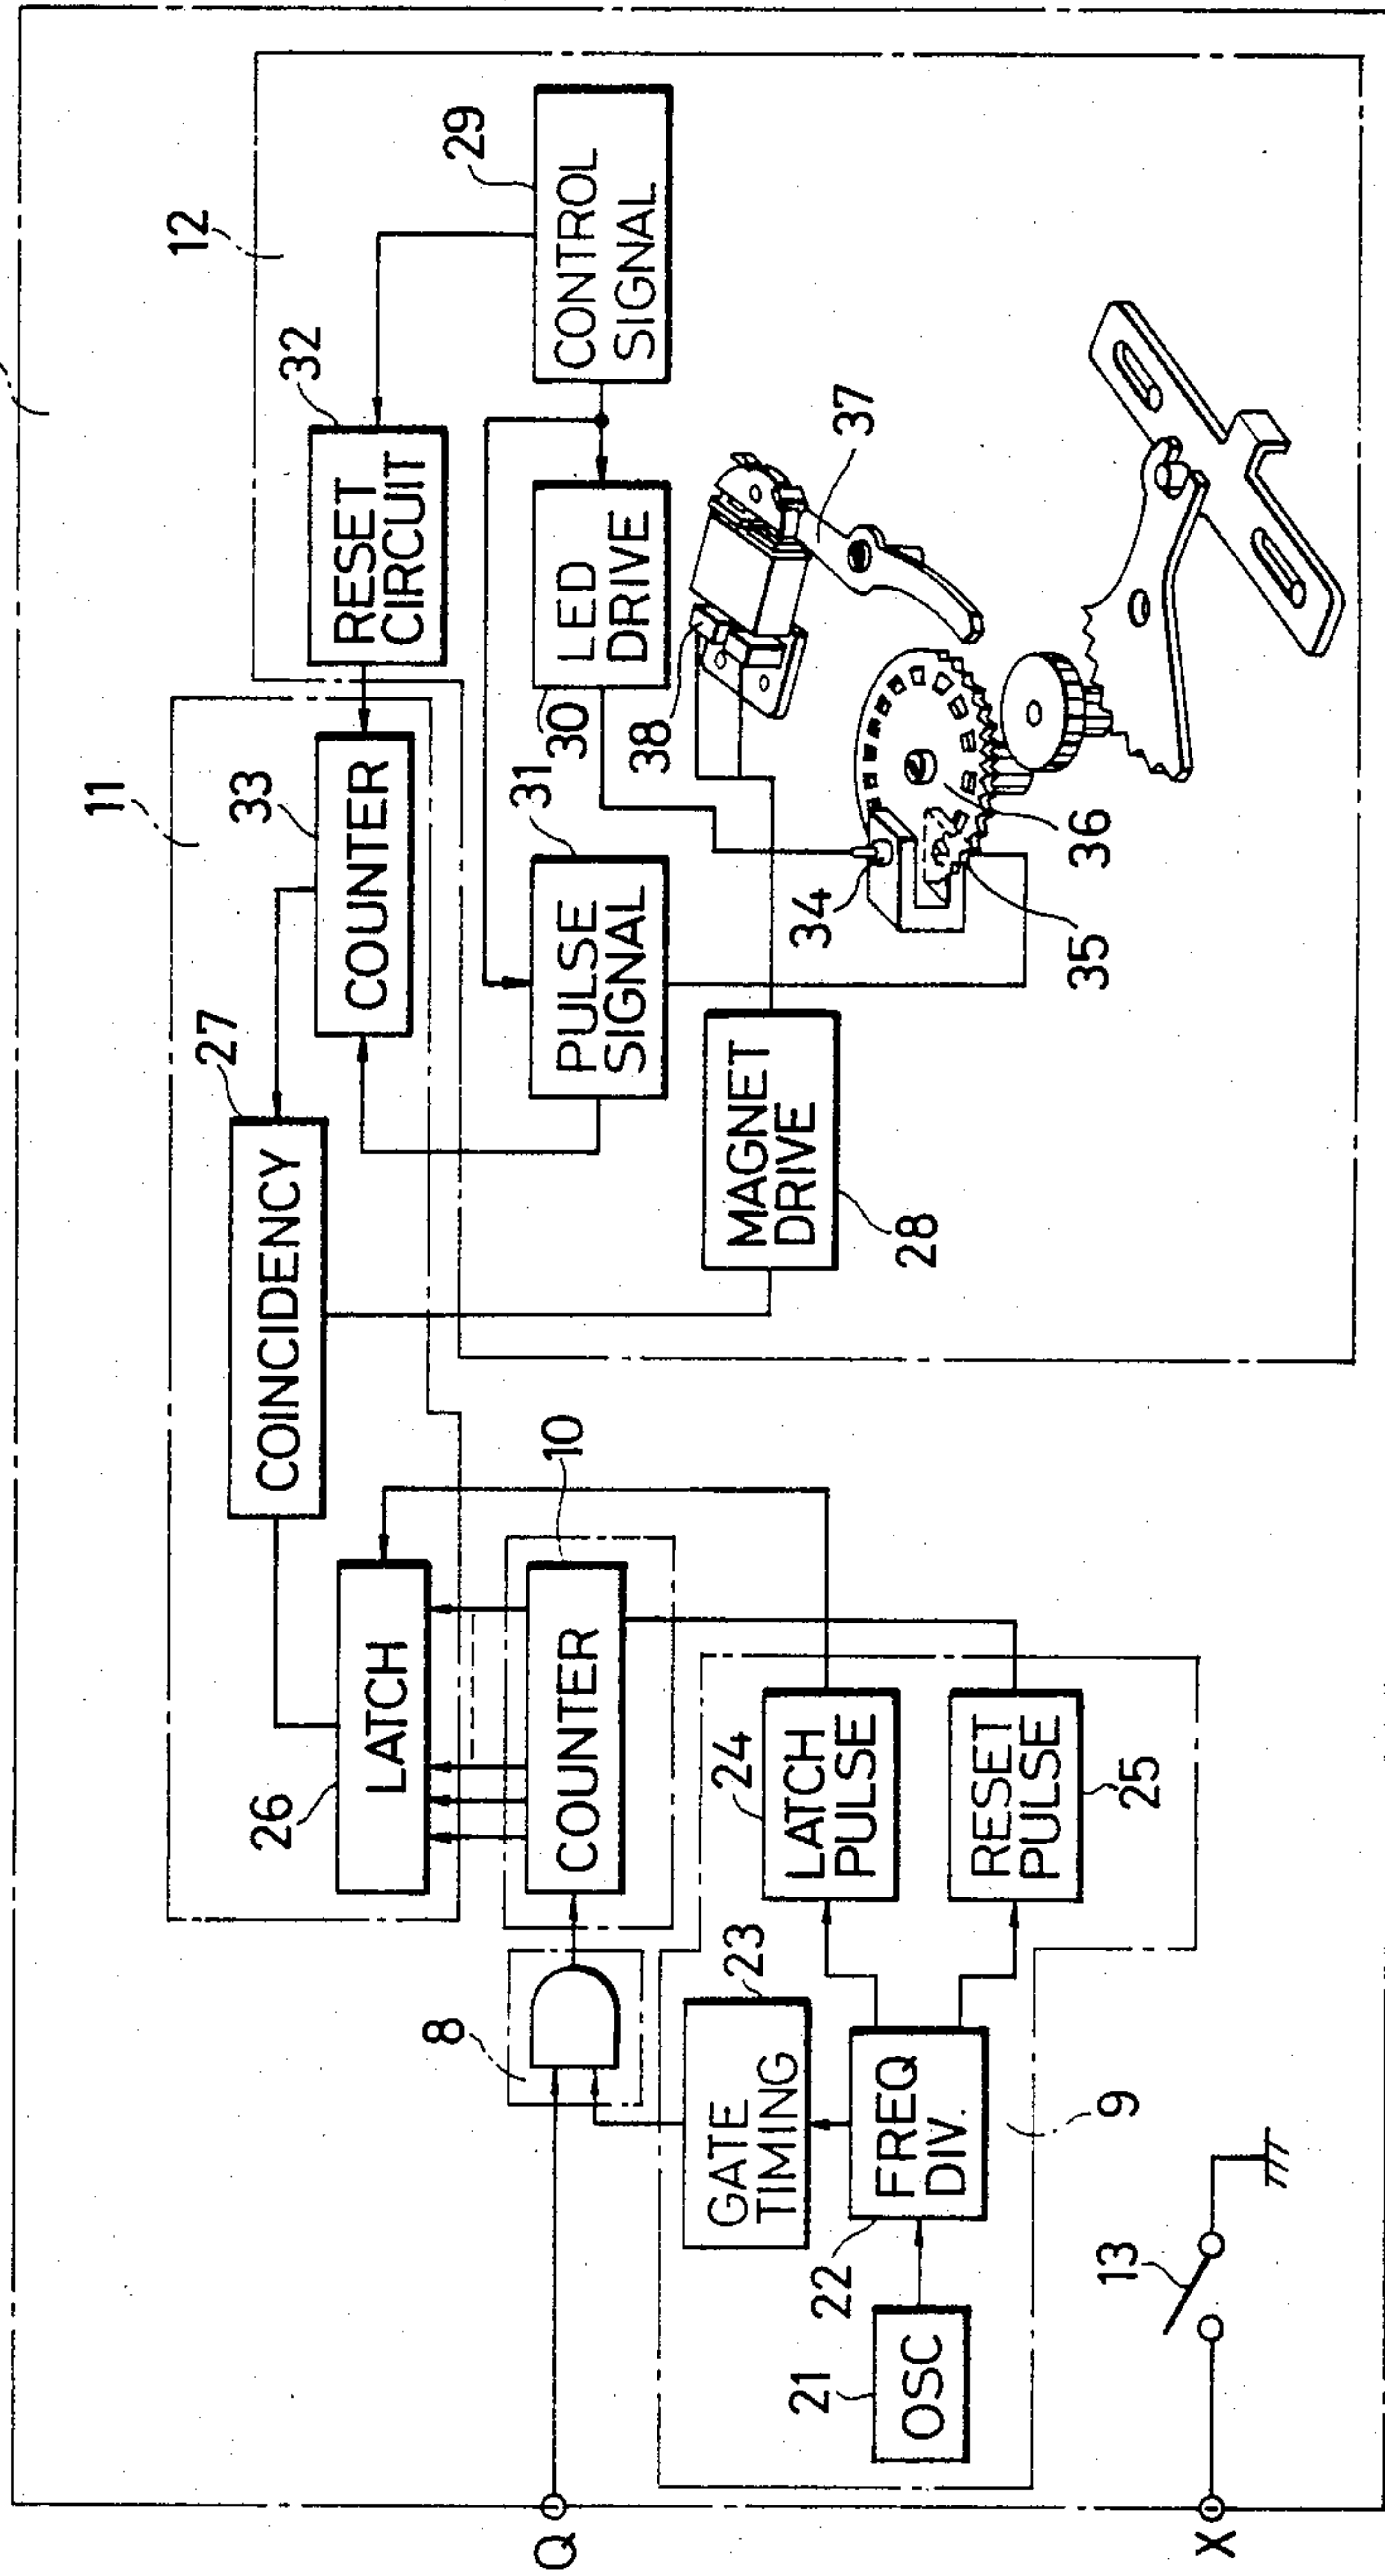 12
11
29
CONTROL
SIGNAL
32
RESET
CIRCUIT
33
COUNTER
27
COINCIDENCY
30
LED
DRIVE
31
PULSE
SIGNAL
38
37
34
36
35
MAGNET
DRIVE
28
26
LATCH
10
COUNTER
8
23
GATE
TIMING
24
LATCH
PULSE
25
RESET
PULSE
22
FREQ
DIV.
9
21
OSC
13
Q
X